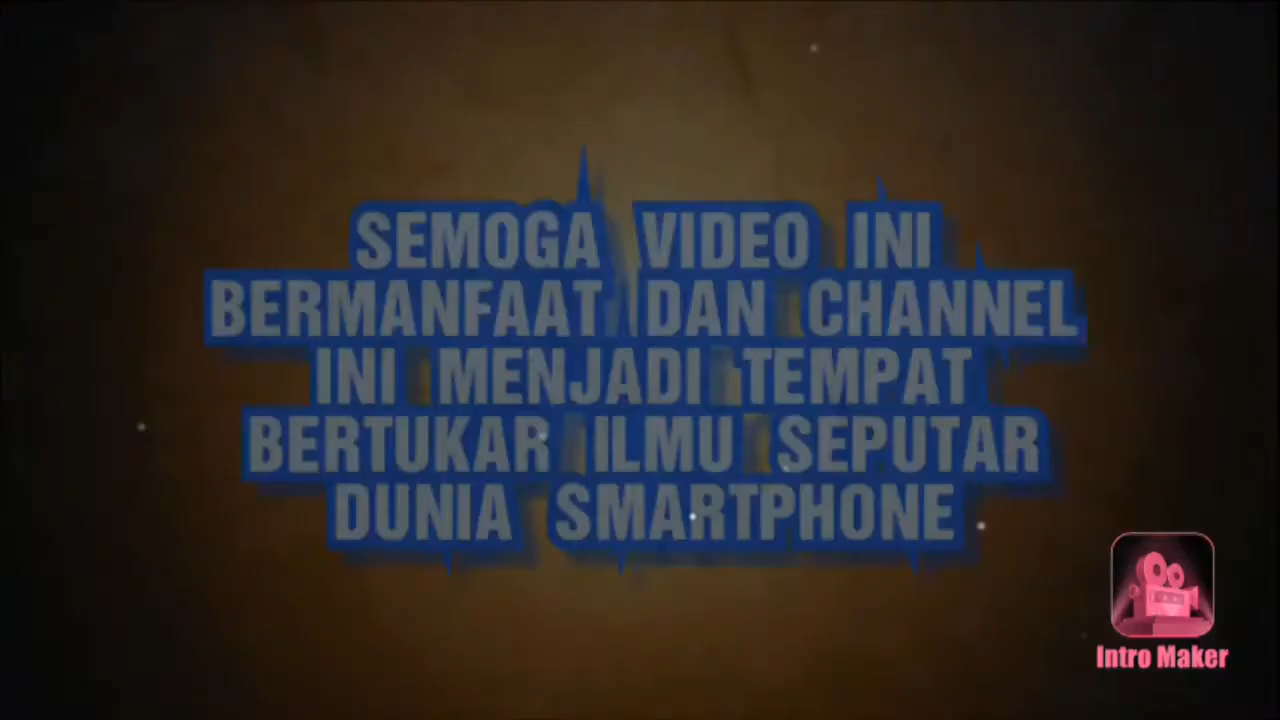 SEMOGA VIDEO INI
BERMANFAAT DAN CHANNEL
INI MENJADI TEMPAT
BERTUKAR ILMU SEPUTAR
DUNIA SMARTPHONE
Intro Maker